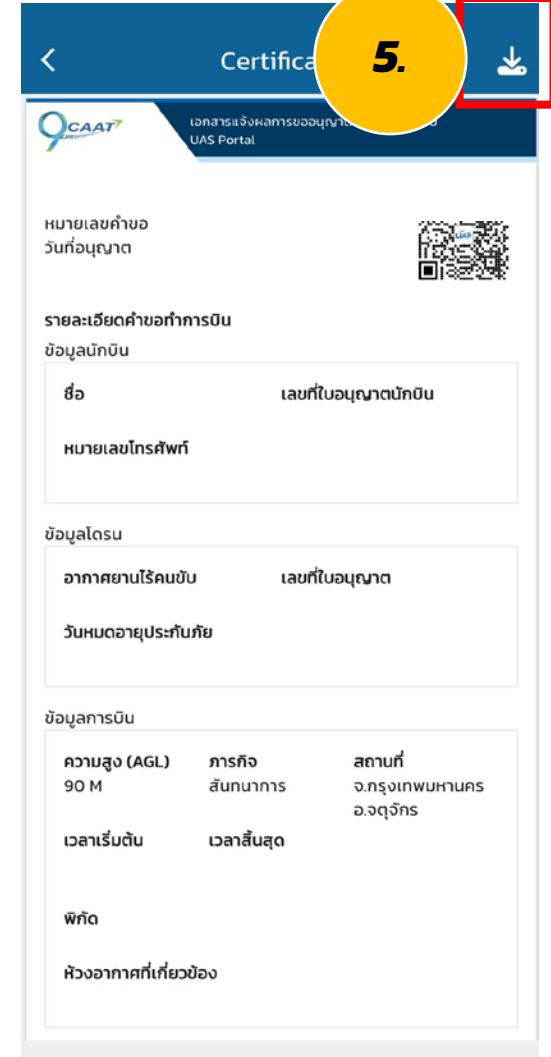 Certifica
5.
CAAT
เอกสารแจ้งผลการขออนุญาต
UAS Portal
หมายเลขคำขอ
วันที่อนุญาต
UAS
รายละเอียดคำขอทำการบิน
ข้อมูลนักบิน
ชื่อ เลขที่ใบอนุญาตนักบิน
หมายเลขโทรศัพท์
ข้อมูลโดรน
อากาศยานไร้คนขับ เลขที่ใบอนุญาต
วันหมดอายุประกันภัย
ข้อมูลการบิน
ความสูง (AGL) ภารกิจ สถานที่
90 M สันทนาการ จ.กรุงเทพมหานคร
อ.จตุจักร
เวลาเริ่มต้น เวลาสิ้นสุด
พิกัด
ห้วงอากาศที่เกี่ยวข้อง